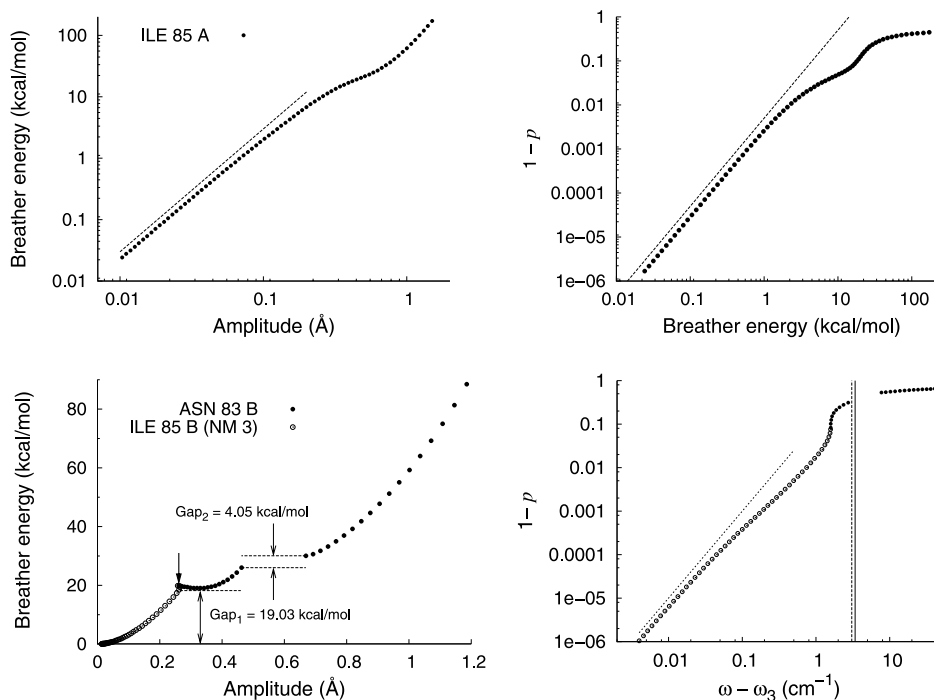 ILE 85 A
Breather energy (kcal/mol)
100
10
1
0.1
0.01
0.01 0.1 1
Amplitude (Å)
1 − p
1
0.1
0.01
0.001
0.0001
1e−05
1e−06
0.01 0.1 1 10 100
Breather energy (kcal/mol)
ASN 83 B
ILE 85 B (NM 3)
Breather energy (kcal/mol)
80
60
40
20
0
Gap2 = 4.05 kcal/mol
Gap1 = 19.03 kcal/mol
0 0.2 0.4 0.6 0.8 1 1.2
Amplitude (Å)
1 − p
1
0.1
0.01
0.001
0.0001
1e−05
1e−06
0.01 0.1 1 10
ω − ω3 (cm−1)